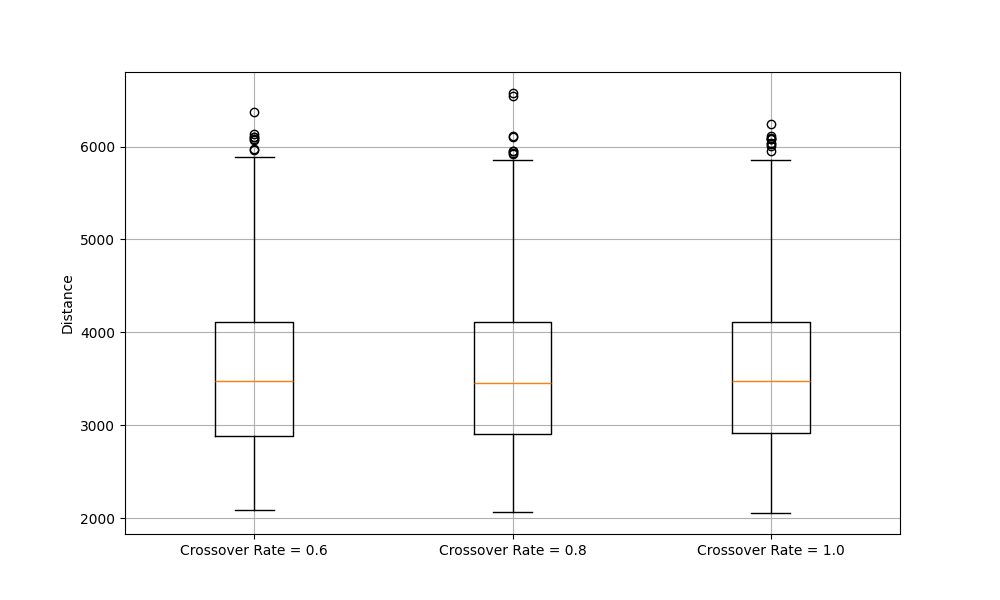 6000
5000
4000
3000
2000
Distance
Crossover Rate = 0.6
Crossover Rate = 0.8
Crossover Rate = 1.0